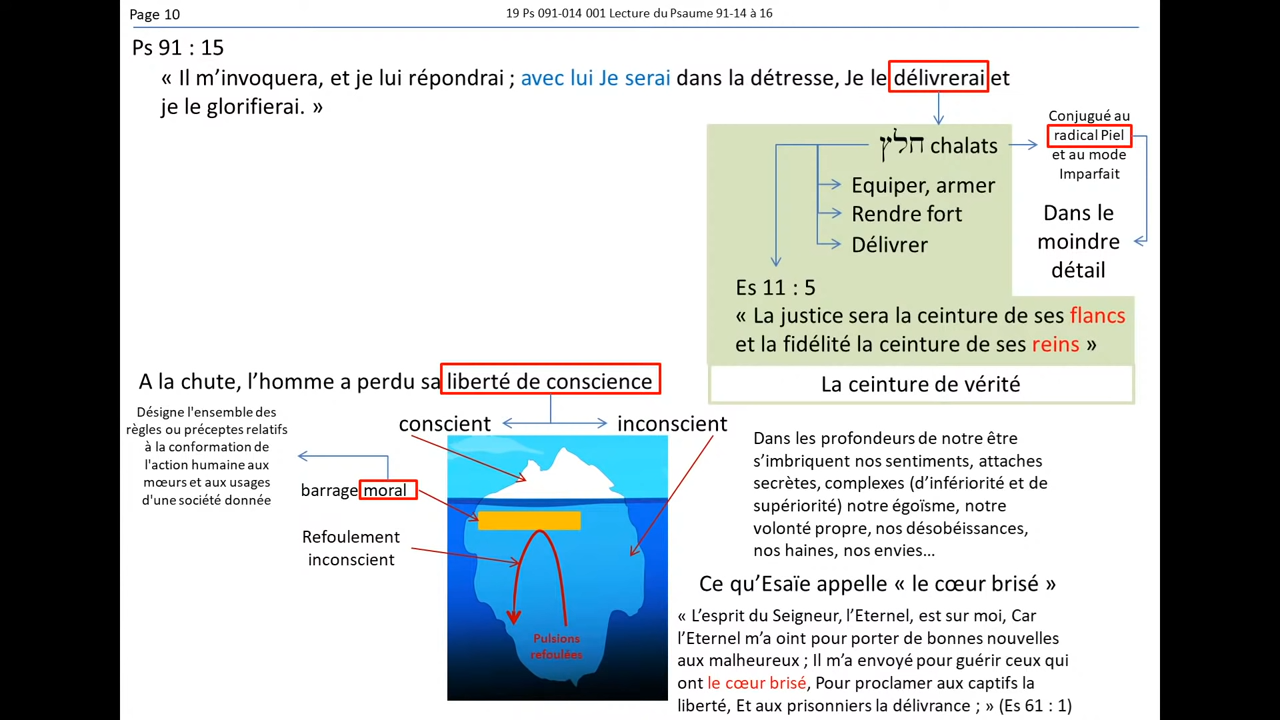 Page 10
19 Ps 091-014 001 Lecture du Psaume 91-14 à 16
Ps 91 : 15
« Il m’invoquera, et je lui répondrai ; avec lui Je serai dans la détresse, Je le délivrerai et
je le glorifierai. »
חלץ chalats
Equiper, armer
Rendre fort
Délivrer
Conjugué au
radical Piel
et au mode
Imparfait
Dans le
moindre
détail
Es 11 : 5
« La justice sera la ceinture de ses flancs
et la fidélité la ceinture de ses reins »
La ceinture de vérité
A la chute, l’homme a perdu sa liberté de conscience
conscient
inconscient
Désigne l'ensemble des
règles ou préceptes relatifs
à la conformation de
l'action humaine aux
mœurs et aux usages
d'une société donnée
barrage moral
Refoulement
inconscient
Pulsions
refoulées
Dans les profondeurs de notre être
s’imbriquent nos sentiments, attaches
secrètes, complexes (d’infériorité et de
supériorité) notre égoïsme, notre
volonté propre, nos désobéissances,
nos haines, nos envies…
Ce qu’Esaïe appelle « le cœur brisé »
« L’esprit du Seigneur, l’Eternel, est sur moi, Car
l’Eternel m’a oint pour porter de bonnes nouvelles
aux malheureux ; Il m’a envoyé pour guérir ceux qui
ont le cœur brisé, Pour proclamer aux captifs la
liberté, Et aux prisonniers la délivrance ; » (Es 61 : 1)